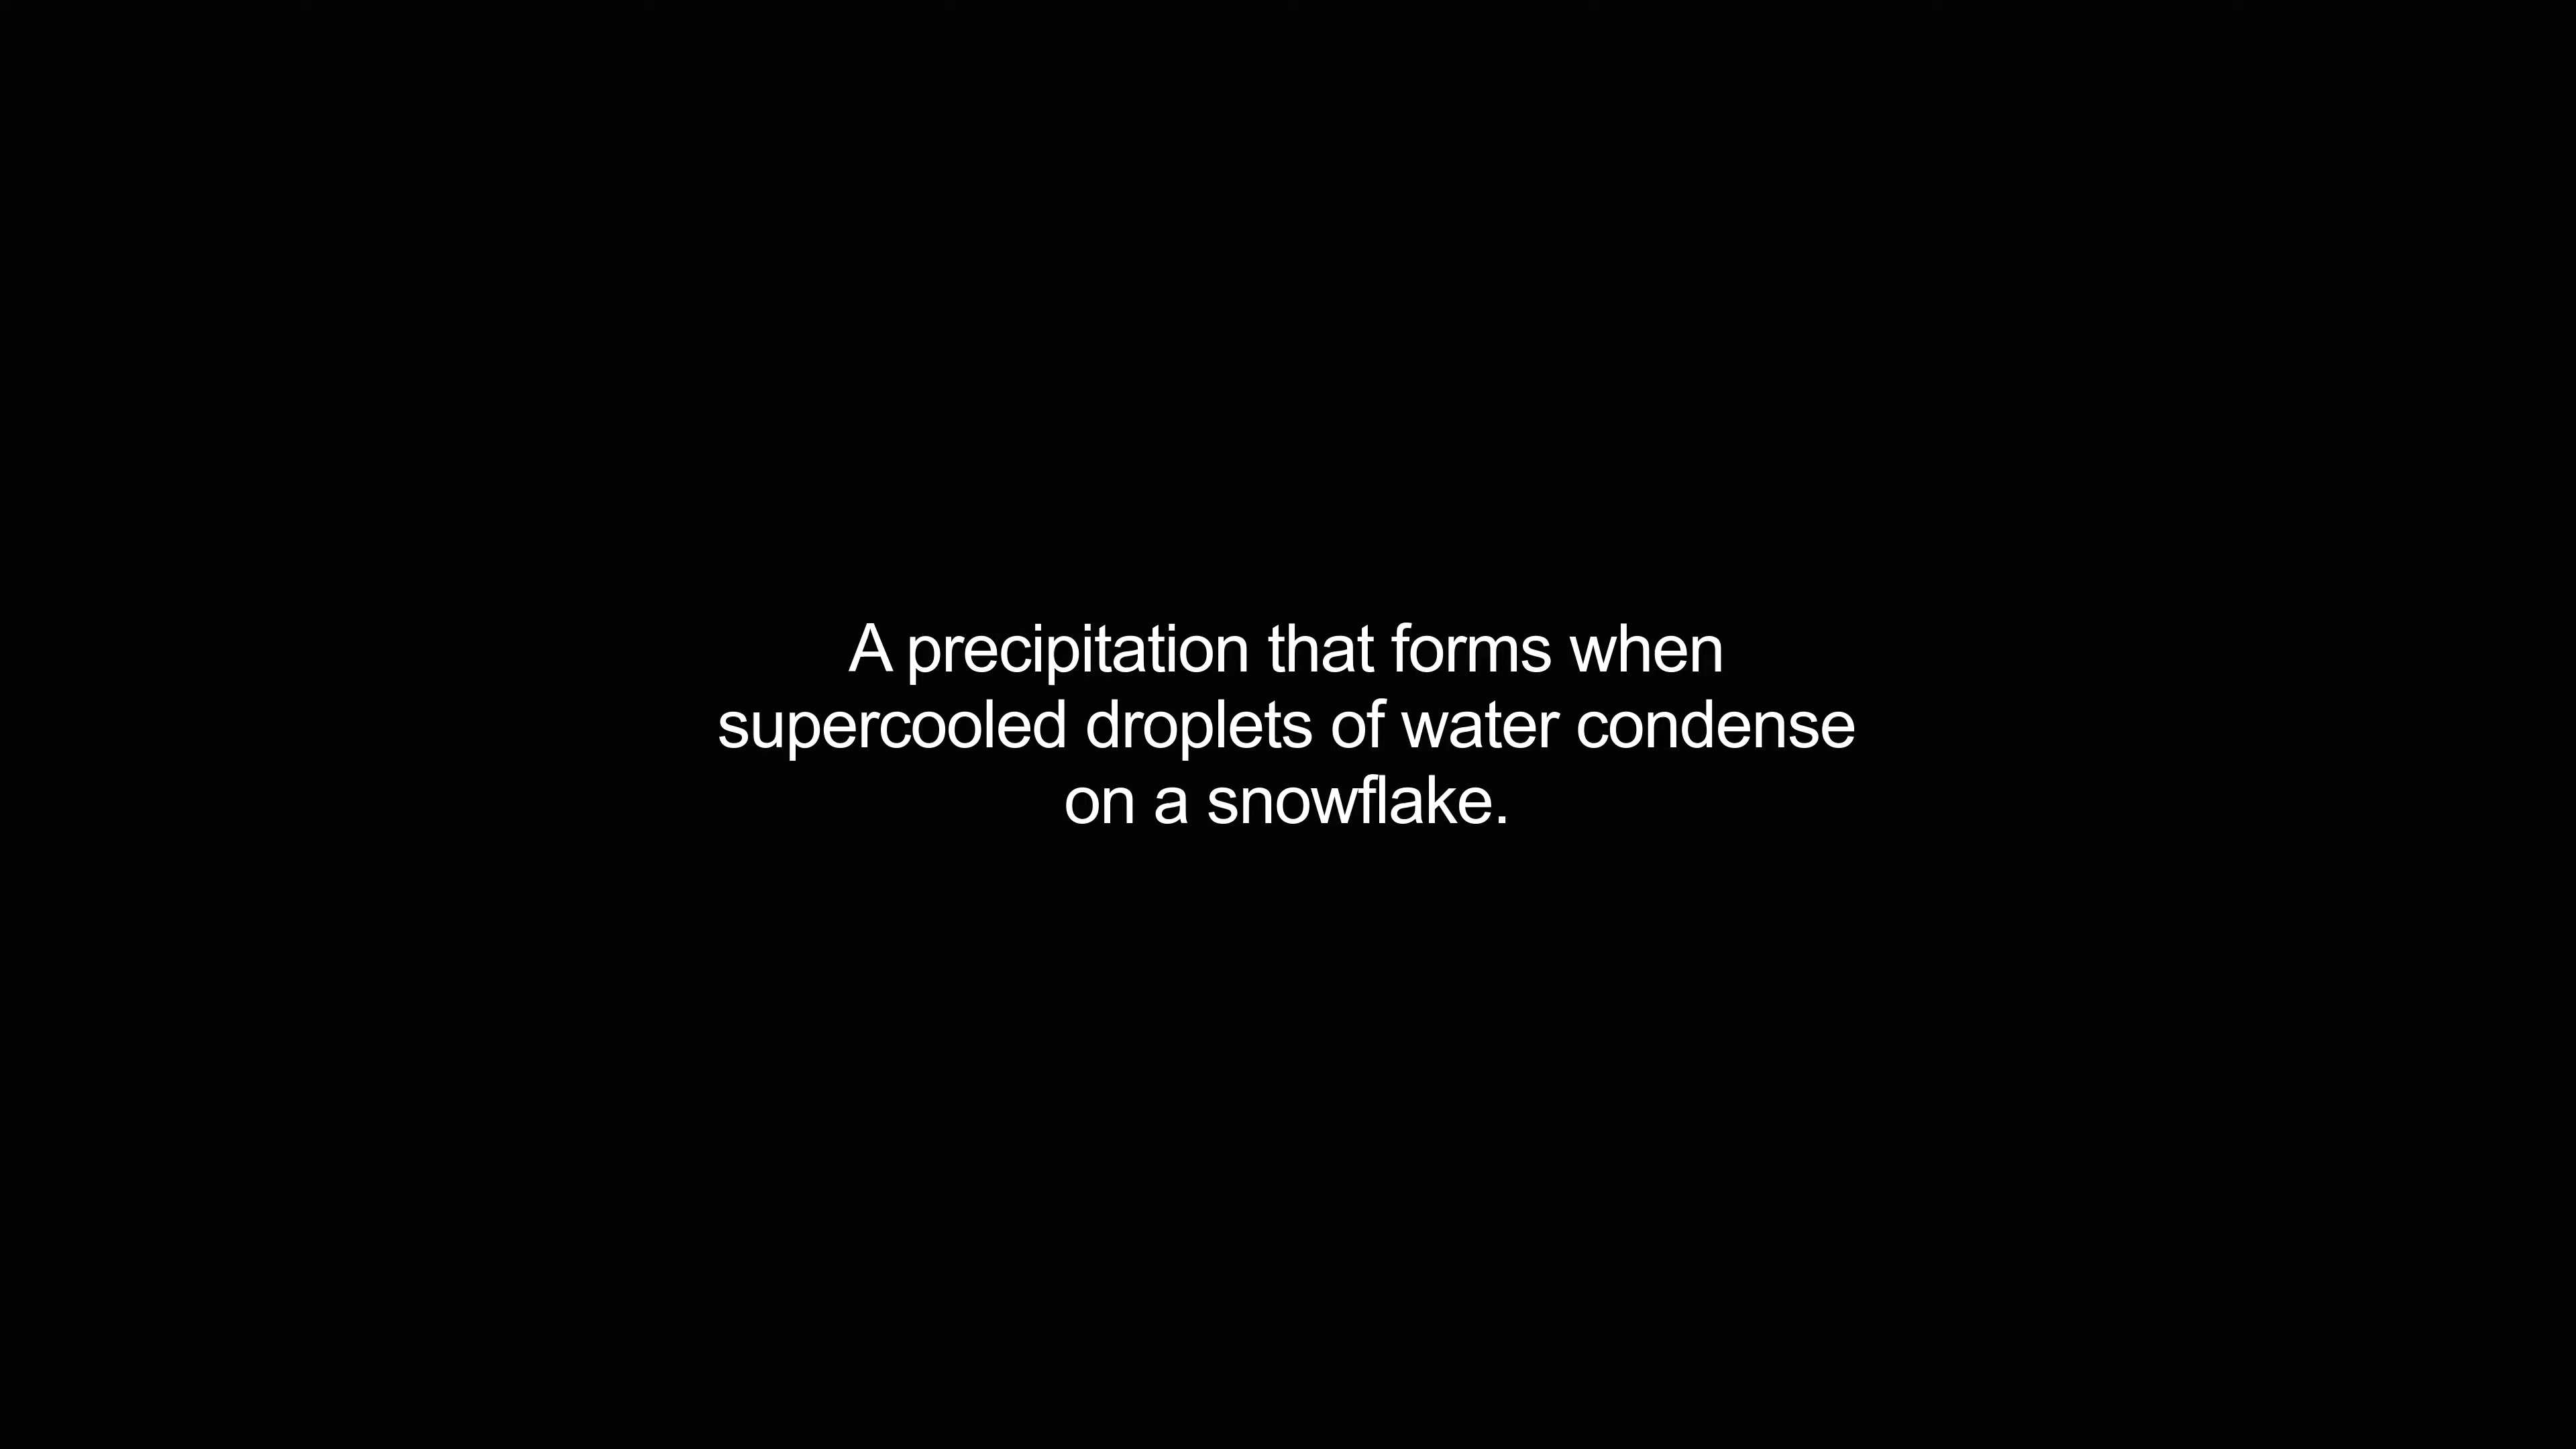 A precipitation that forms when
supercooled droplets of water condense
on a snowflake.